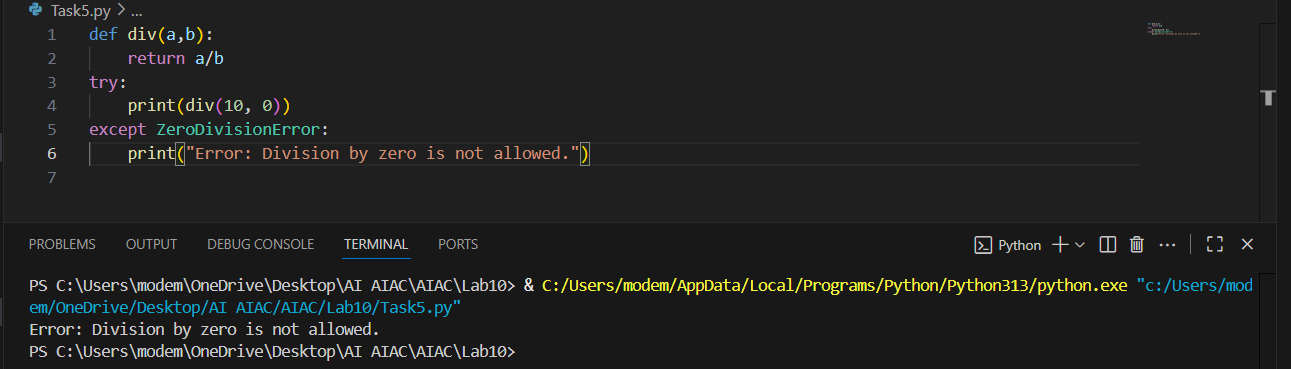 Task5.py > ...
1 def div(a,b):
2     return a/b
3 try:
4     print(div(10, 0))
5 except ZeroDivisionError:
6     print("Error: Division by zero is not allowed.")
7
PROBLEMS OUTPUT DEBUG CONSOLE TERMINAL PORTS Python
PS C:\Users\modem\OneDrive\Desktop\AI AIAC\AIAC\Lab10> & C:/Users/modem/AppData/Local/Programs/Python/Python313/python.exe "c:/Users/mod
em/OneDrive/Desktop/AI AIAC/AIAC/Lab10/Task5.py"
Error: Division by zero is not allowed.
PS C:\Users\modem\OneDrive\Desktop\AI AIAC\AIAC\Lab10>